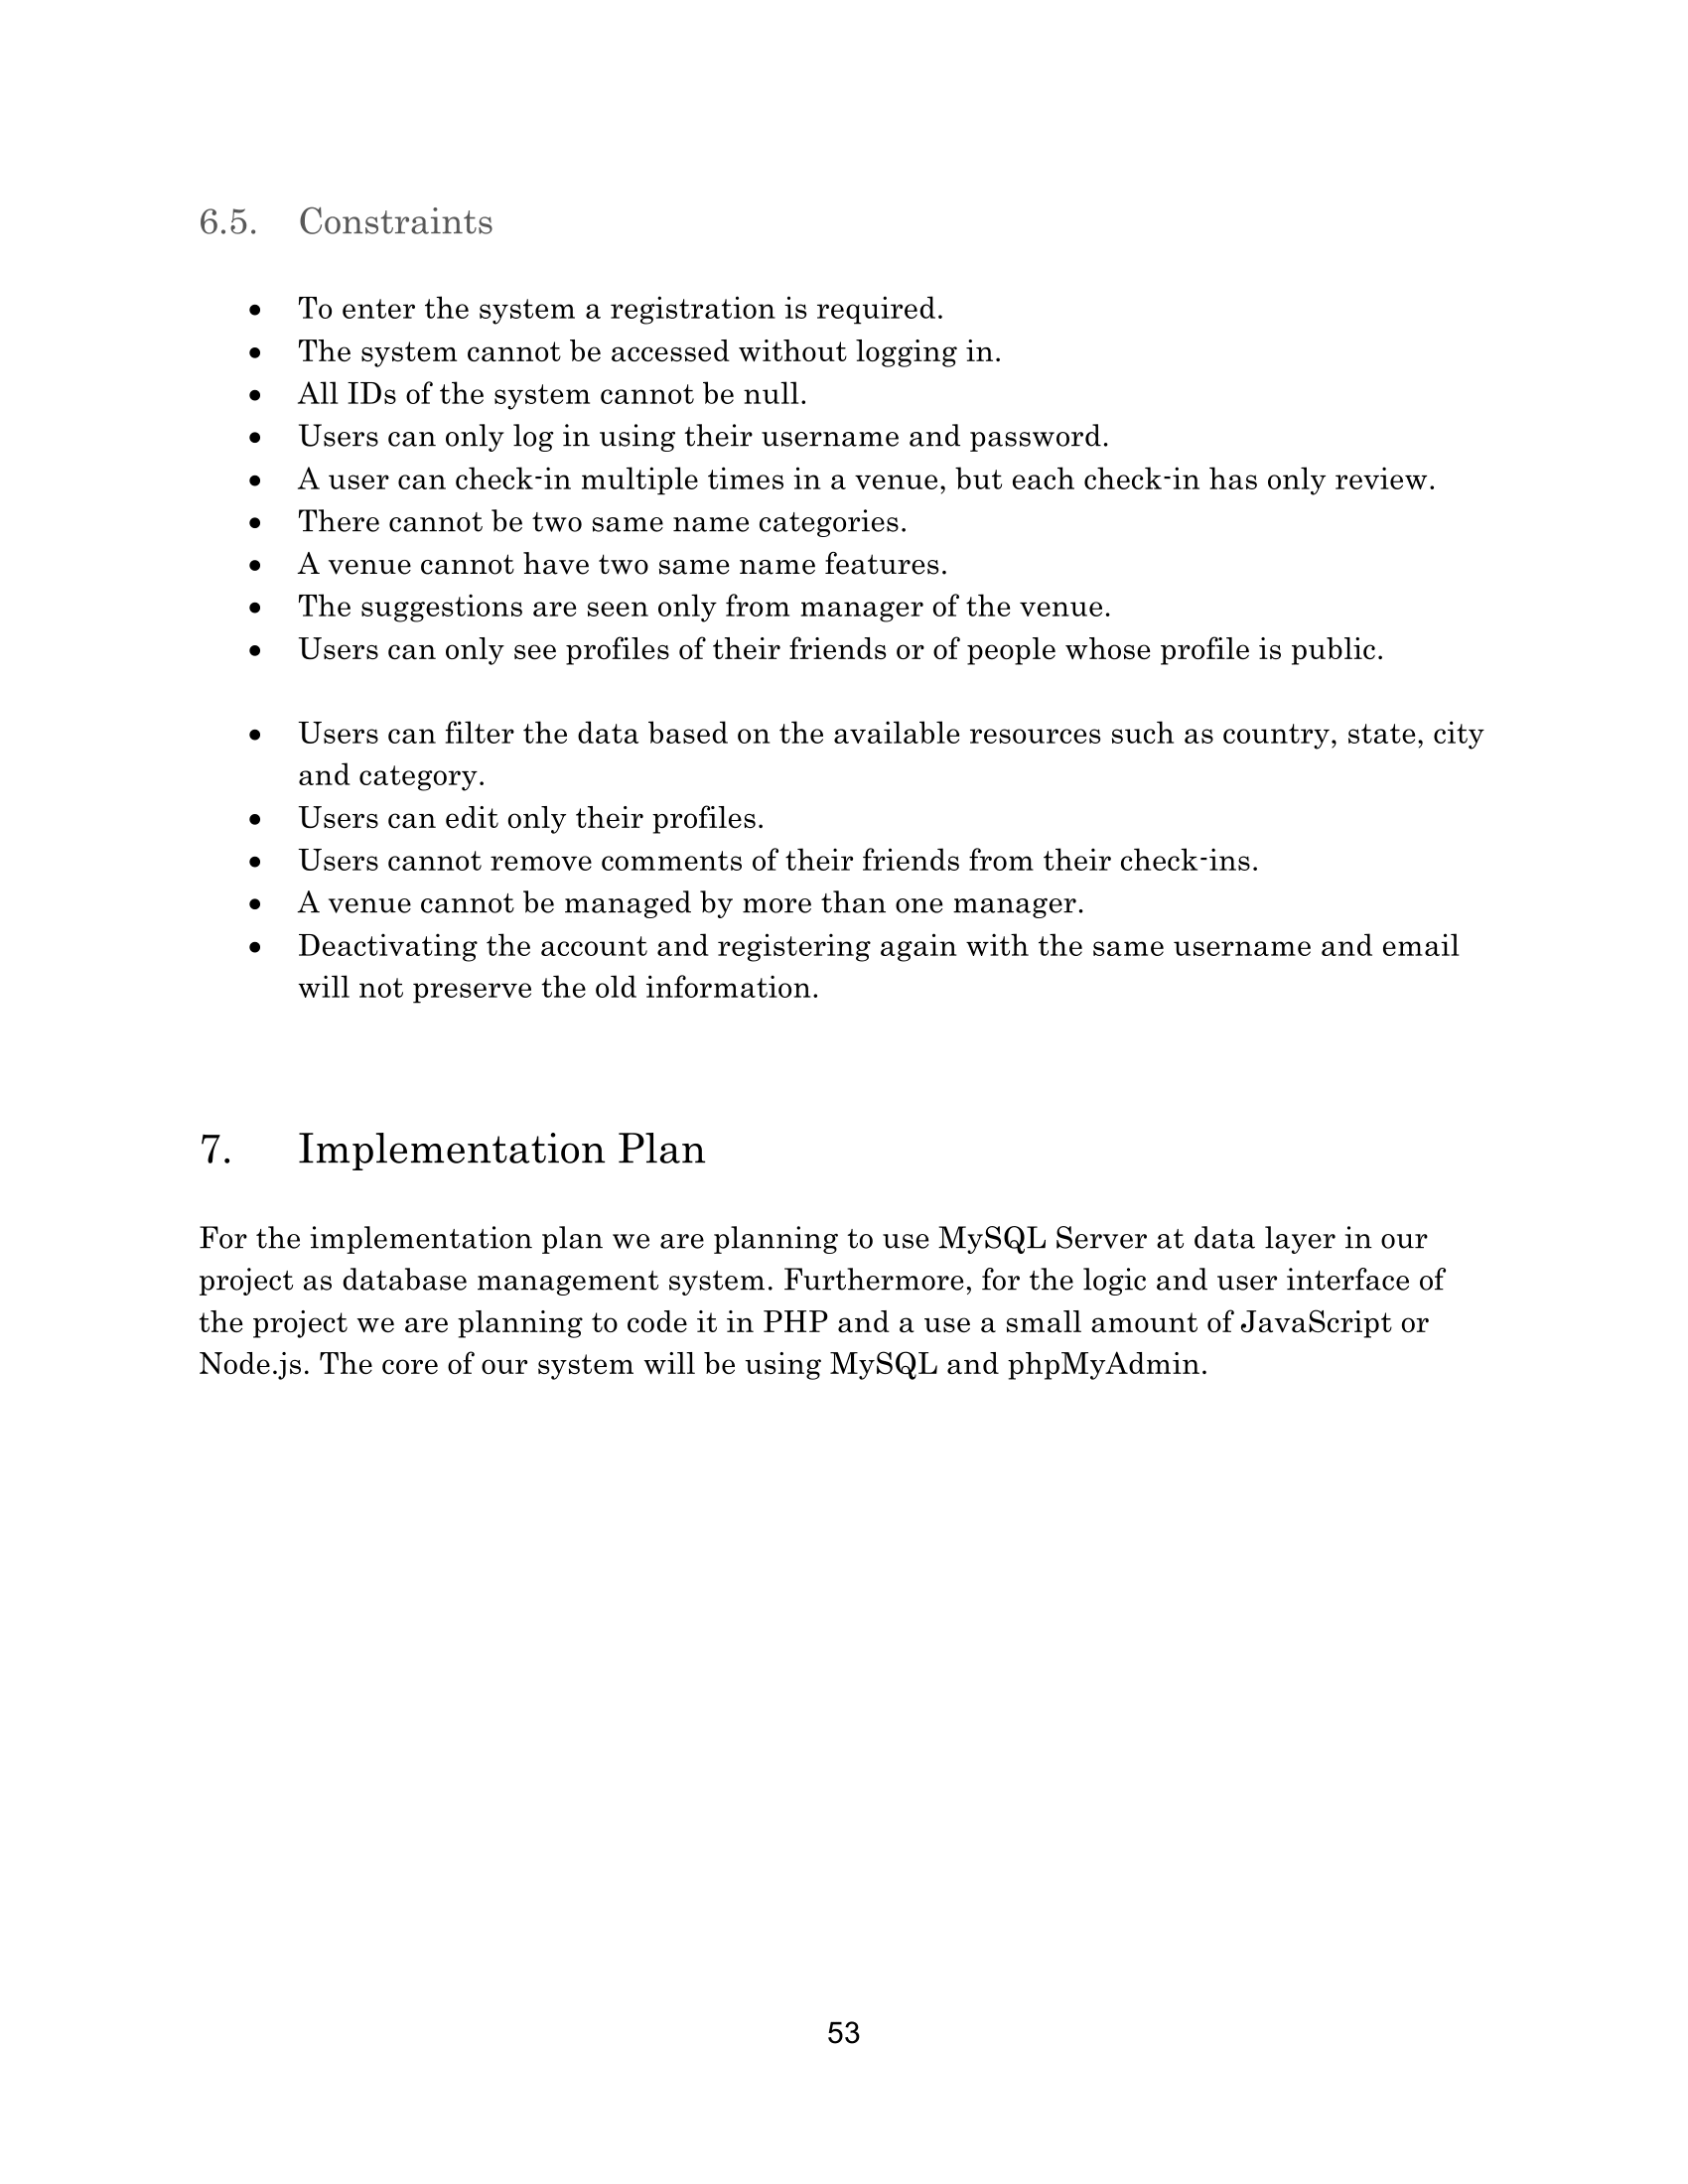 6.5. Constraints
• To enter the system a registration is required.
• The system cannot be accessed without logging in.
• All IDs of the system cannot be null.
• Users can only log in using their username and password.
• A user can check-in multiple times in a venue, but each check-in has only review.
• There cannot be two same name categories.
• A venue cannot have two same name features.
• The suggestions are seen only from manager of the venue.
• Users can only see profiles of their friends or of people whose profile is public.
• Users can filter the data based on the available resources such as country, state, city
and category.
• Users can edit only their profiles.
• Users cannot remove comments of their friends from their check-ins.
• A venue cannot be managed by more than one manager.
• Deactivating the account and registering again with the same username and email
will not preserve the old information.
7. Implementation Plan
For the implementation plan we are planning to use MySQL Server at data layer in our
project as database management system. Furthermore, for the logic and user interface of
the project we are planning to code it in PHP and a use a small amount of JavaScript or
Node.js. The core of our system will be using MySQL and phpMyAdmin.
53